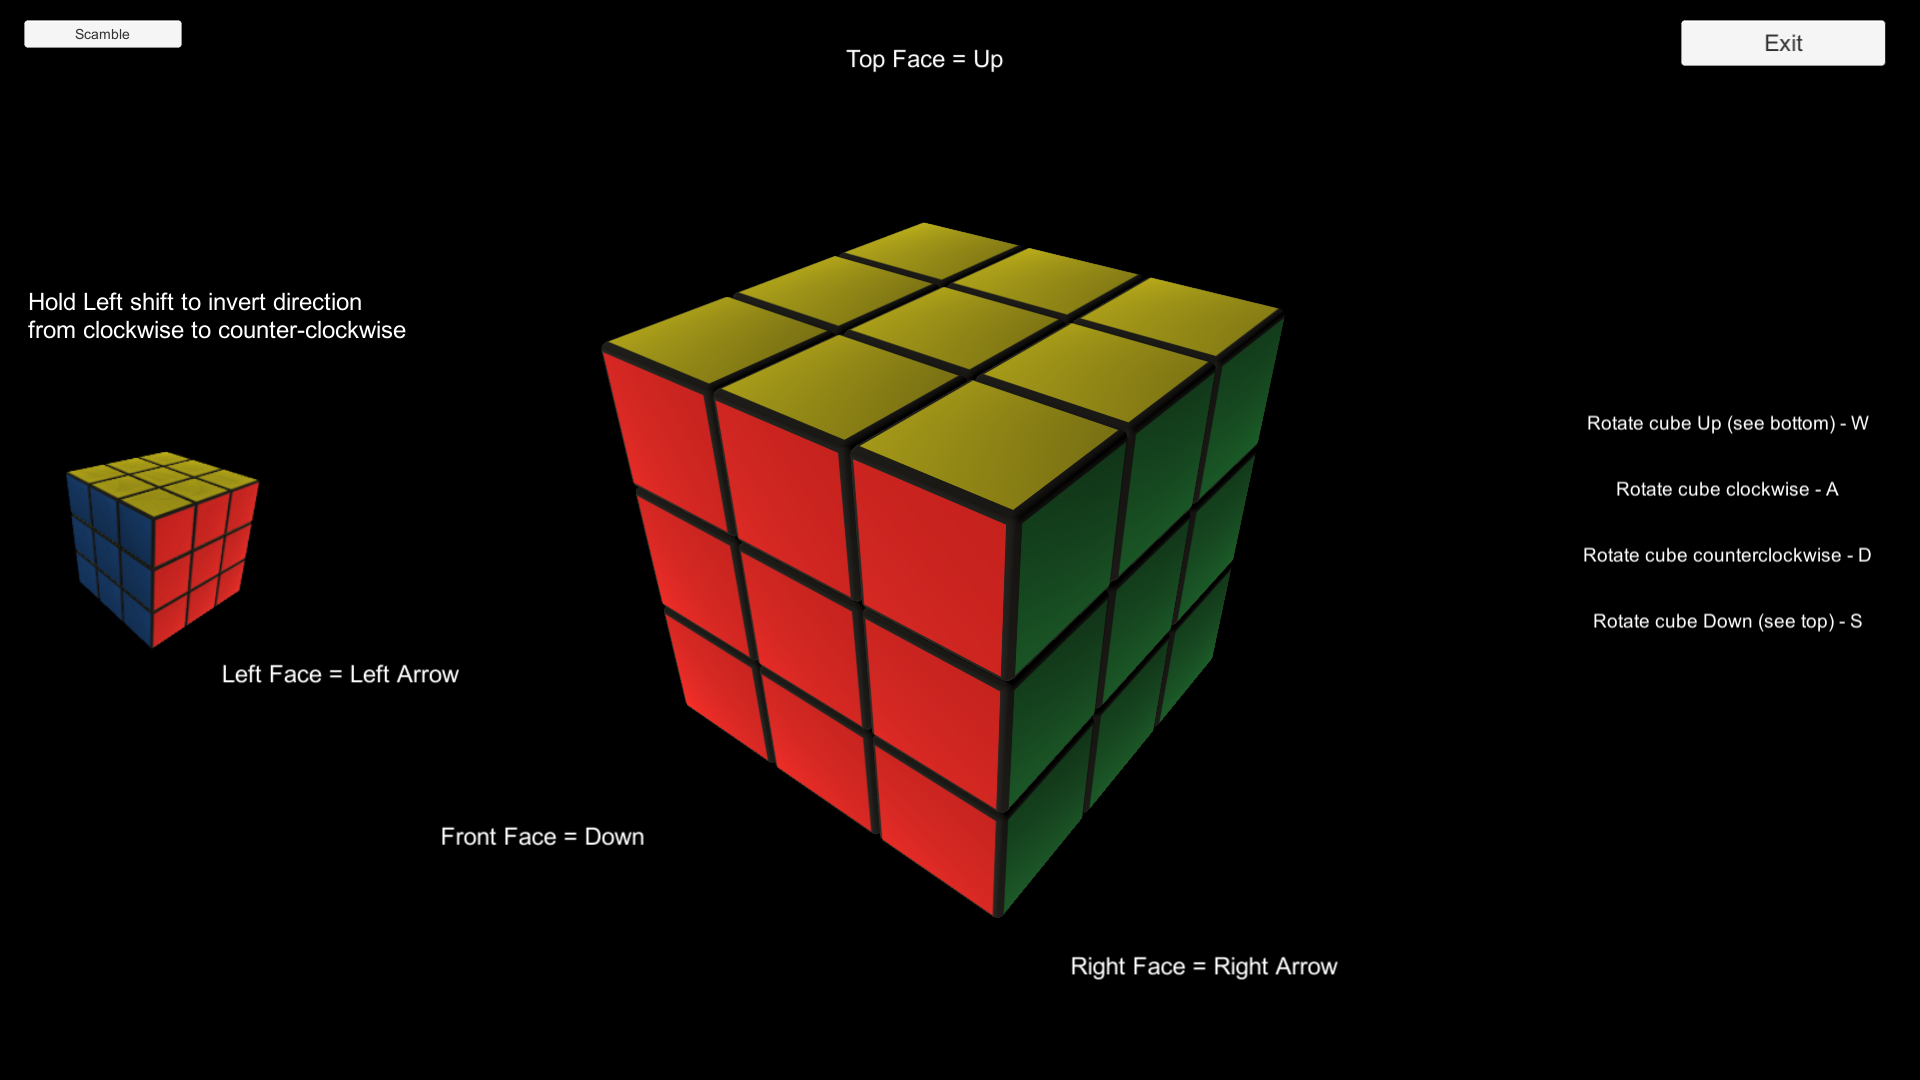 Scamble
Top Face = Up
Exit
Hold Left shift to invert direction
from clockwise to counter-clockwise
Rotate cube Up (see bottom) - W
Rotate cube clockwise - A
Rotate cube counterclockwise - D
Rotate cube Down (see top) - S
Left Face = Left Arrow
Front Face = Down
Right Face = Right Arrow